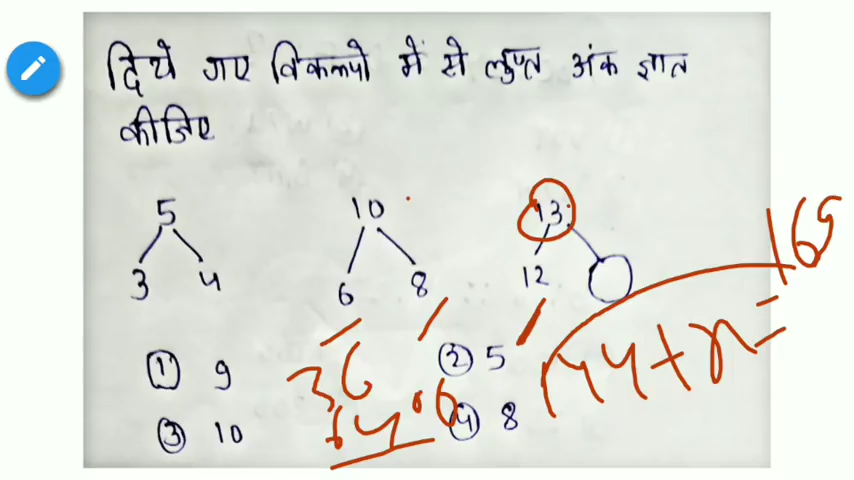 दिये गए विकल्पो में से लुप्त अंक ज्ञात
कीजिए
5 10 13
3 4 6 8 12
① 9 ② 5
③ 10 ④ 8
36
64
144+x=169